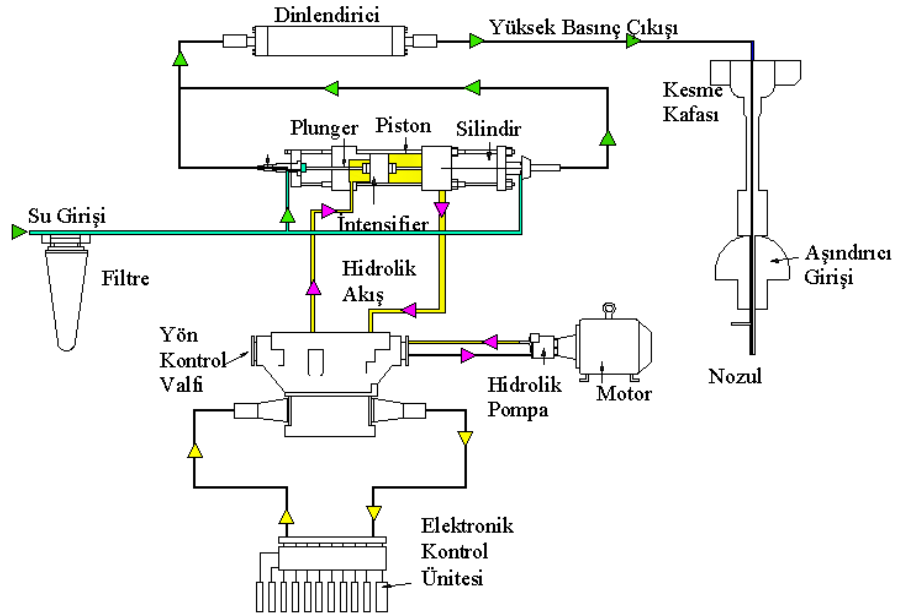 Dinlendirici
Yüksek Basınç Çıkışı
Kesme
Kafası
Plunger
Piston
Silindir
Su Girişi
İntensifier
Filtre
Hidrolik
Akış
Aşındırıcı
Girişi
Yön
Kontrol
Valfi
Hidrolik
Pompa
Motor
Nozul
Elektronik
Kontrol
Ünitesi